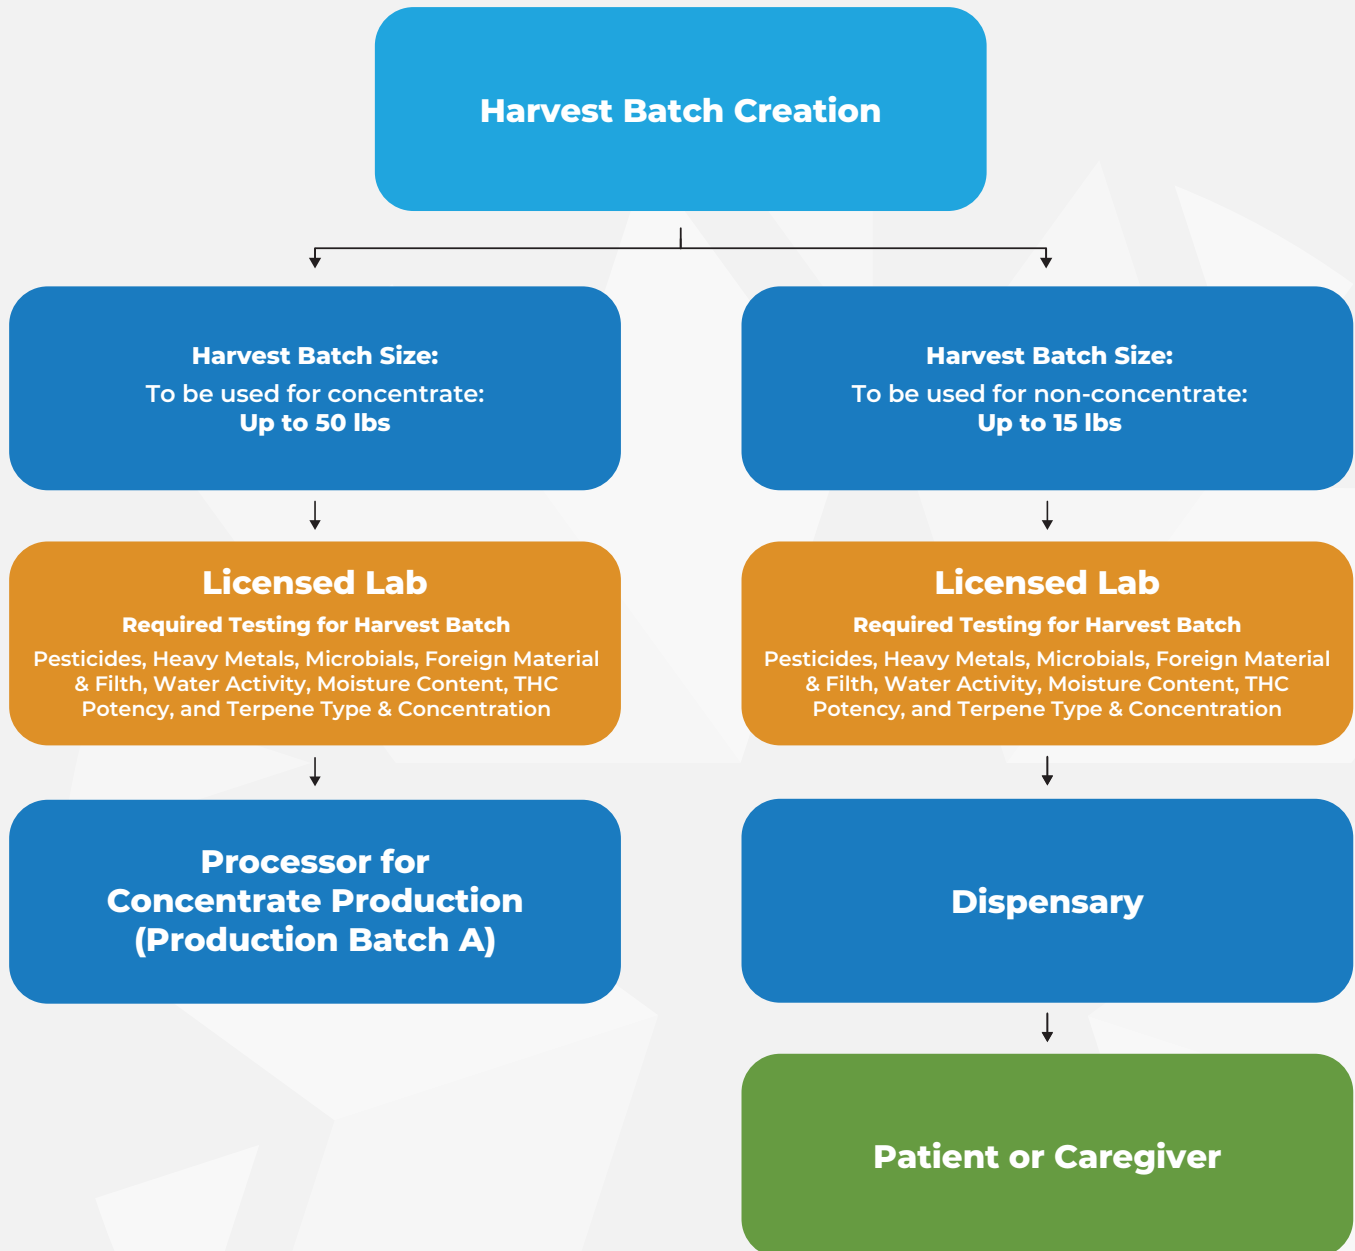 Harvest Batch Creation
Harvest Batch Size:
To be used for concentrate:
Up to 50 lbs
Harvest Batch Size:
To be used for non-concentrate:
Up to 15 lbs
Licensed Lab
Required Testing for Harvest Batch
Pesticides, Heavy Metals, Microbials, Foreign Material
& Filth, Water Activity, Moisture Content, THC
Potency, and Terpene Type & Concentration
Licensed Lab
Required Testing for Harvest Batch
Pesticides, Heavy Metals, Microbials, Foreign Material
& Filth, Water Activity, Moisture Content, THC
Potency, and Terpene Type & Concentration
Processor for
Concentrate Production
(Production Batch A)
Dispensary
Patient or Caregiver